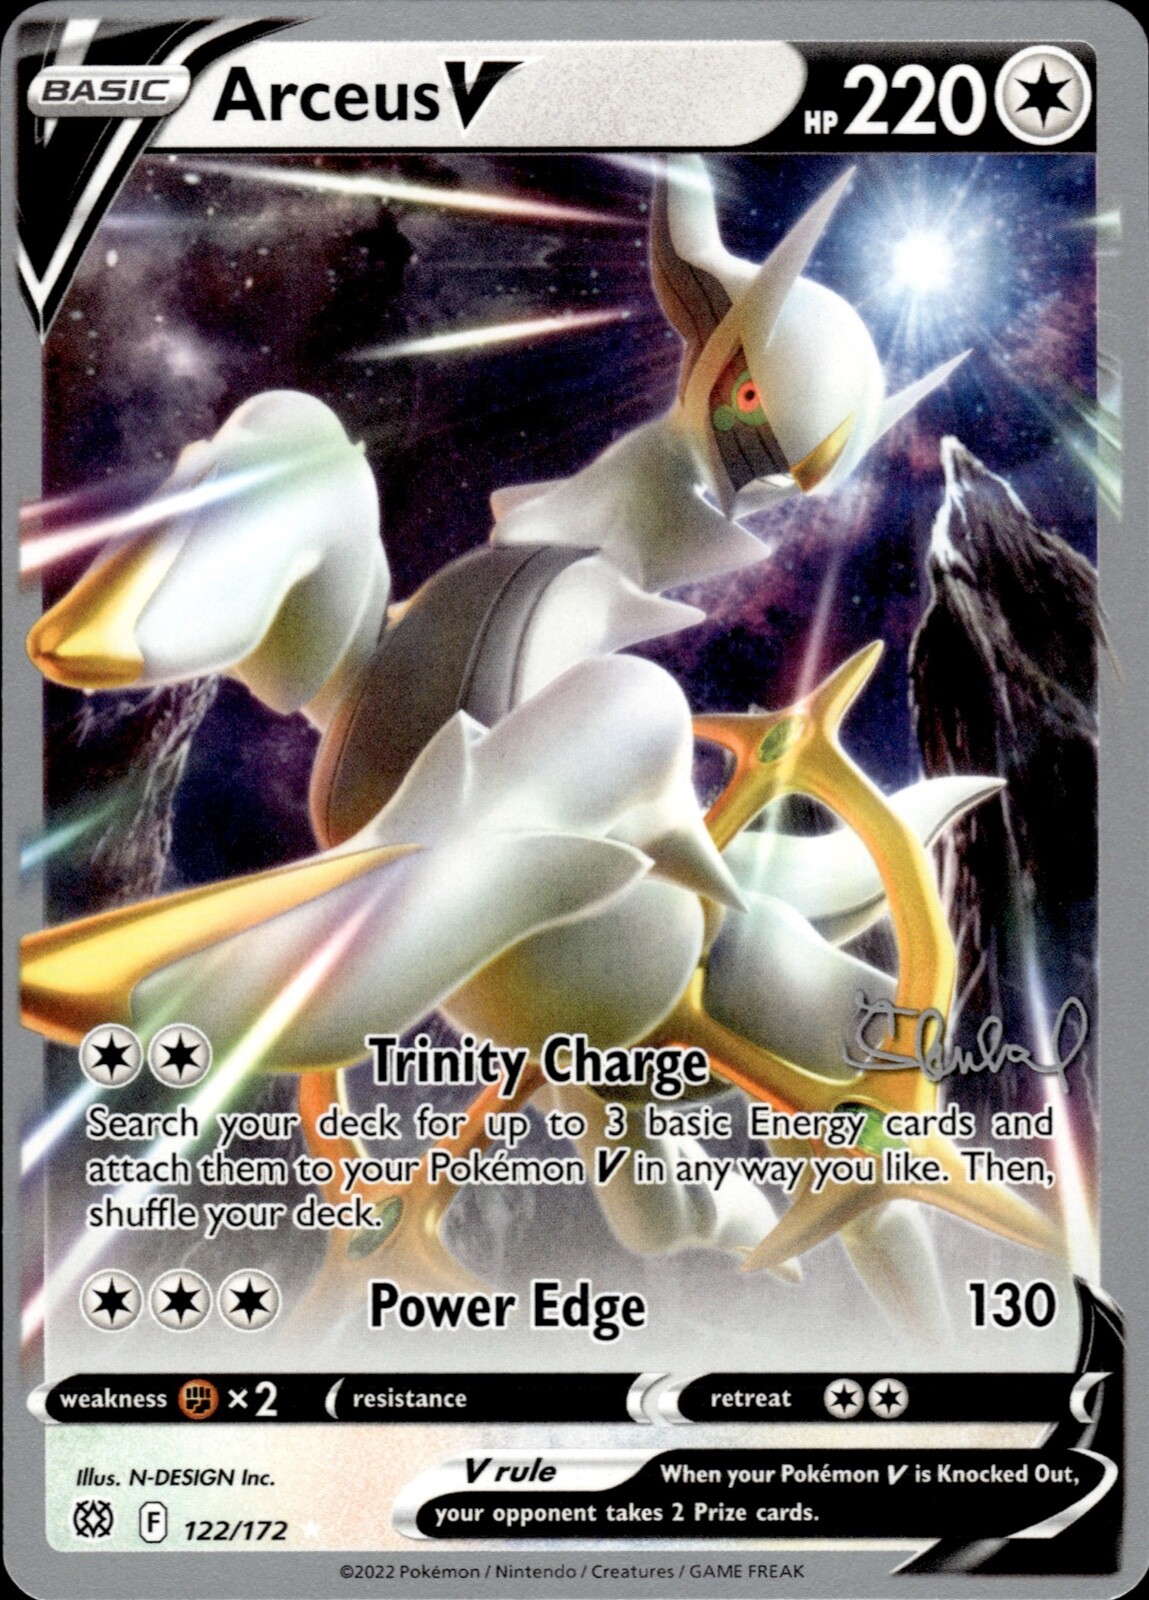 BASIC
Arceus V
HP 220
Trinity Charge
Search your deck for up to 3 basic Energy cards and
attach them to your Pokémon V in any way you like. Then,
shuffle your deck.
Power Edge 130
weakness ×2 resistance retreat
Illus. N-DESIGN Inc.
V rule When your Pokémon V is Knocked Out,
your opponent takes 2 Prize cards.
F 122/172
©2022 Pokémon / Nintendo / Creatures / GAME FREAK